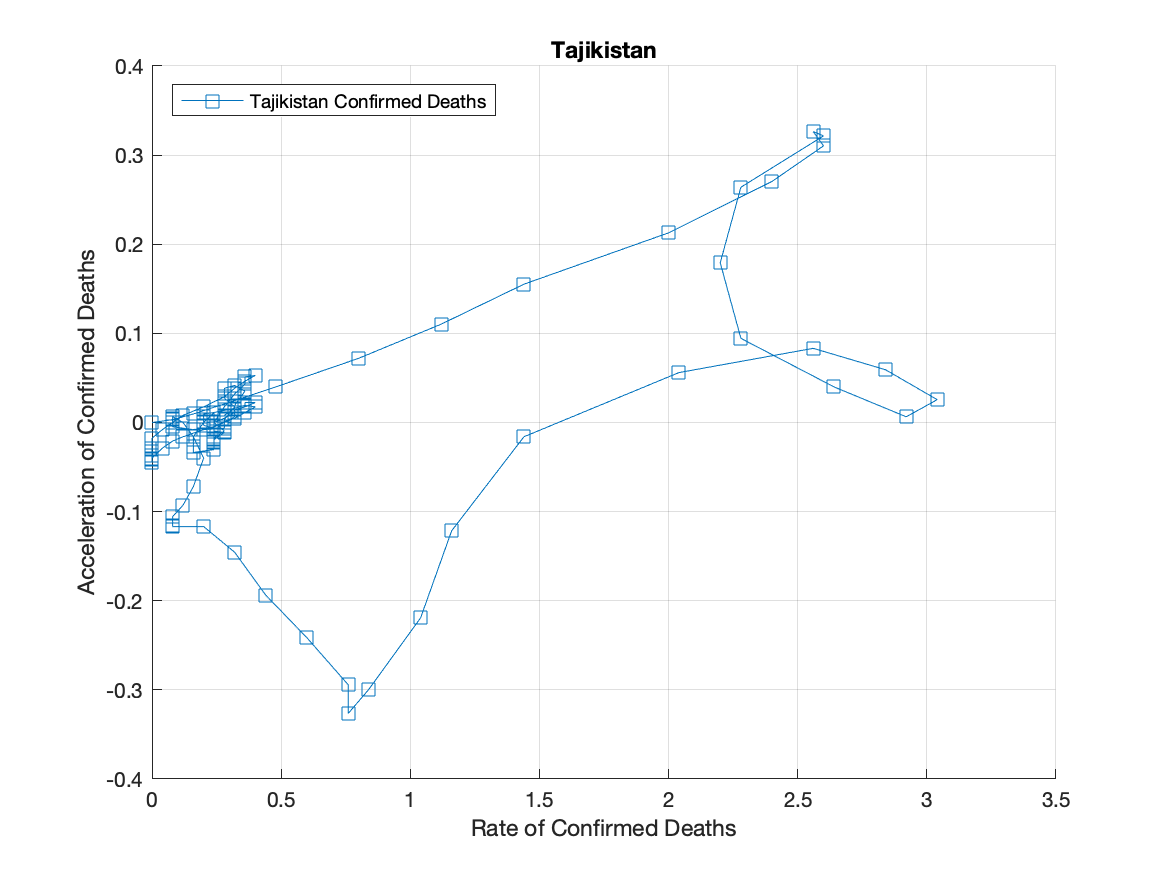 Tajikistan
Tajikistan Confirmed Deaths
0.4
0.3
0.2
0.1
0
-0.1
-0.2
-0.3
-0.4
Acceleration of Confirmed Deaths
0 0.5 1 1.5 2 2.5 3 3.5
Rate of Confirmed Deaths